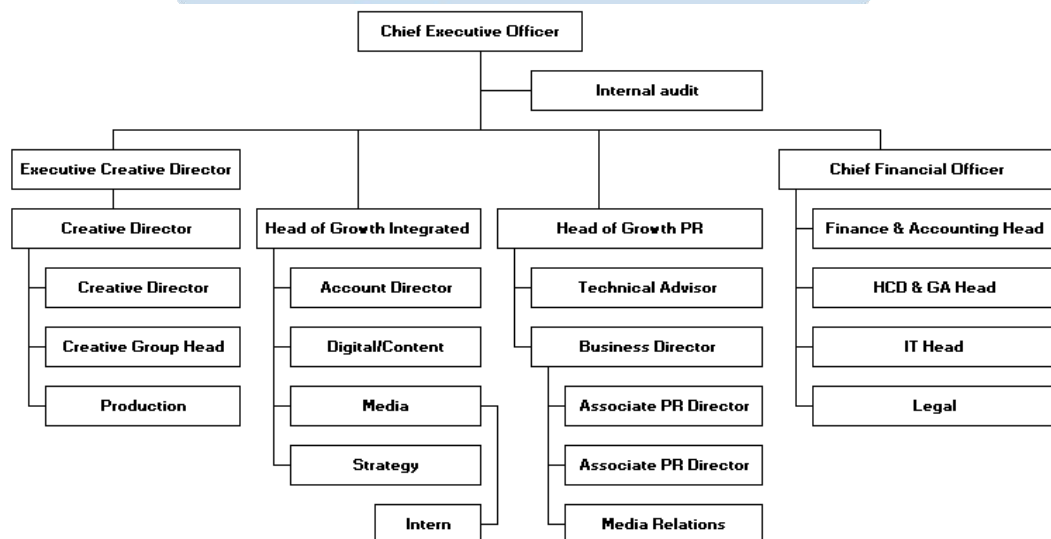 Chief Executive Officer
Internal audit
Executive Creative Director
Chief Financial Officer
Creative Director
Head of Growth Integrated
Head of Growth PR
Finance & Accounting Head
Creative Director
Account Director
Technical Advisor
HCD & GA Head
Creative Group Head
Digital/Content
Business Director
IT Head
Production
Media
Associate PR Director
Legal
Strategy
Associate PR Director
Intern
Media Relations